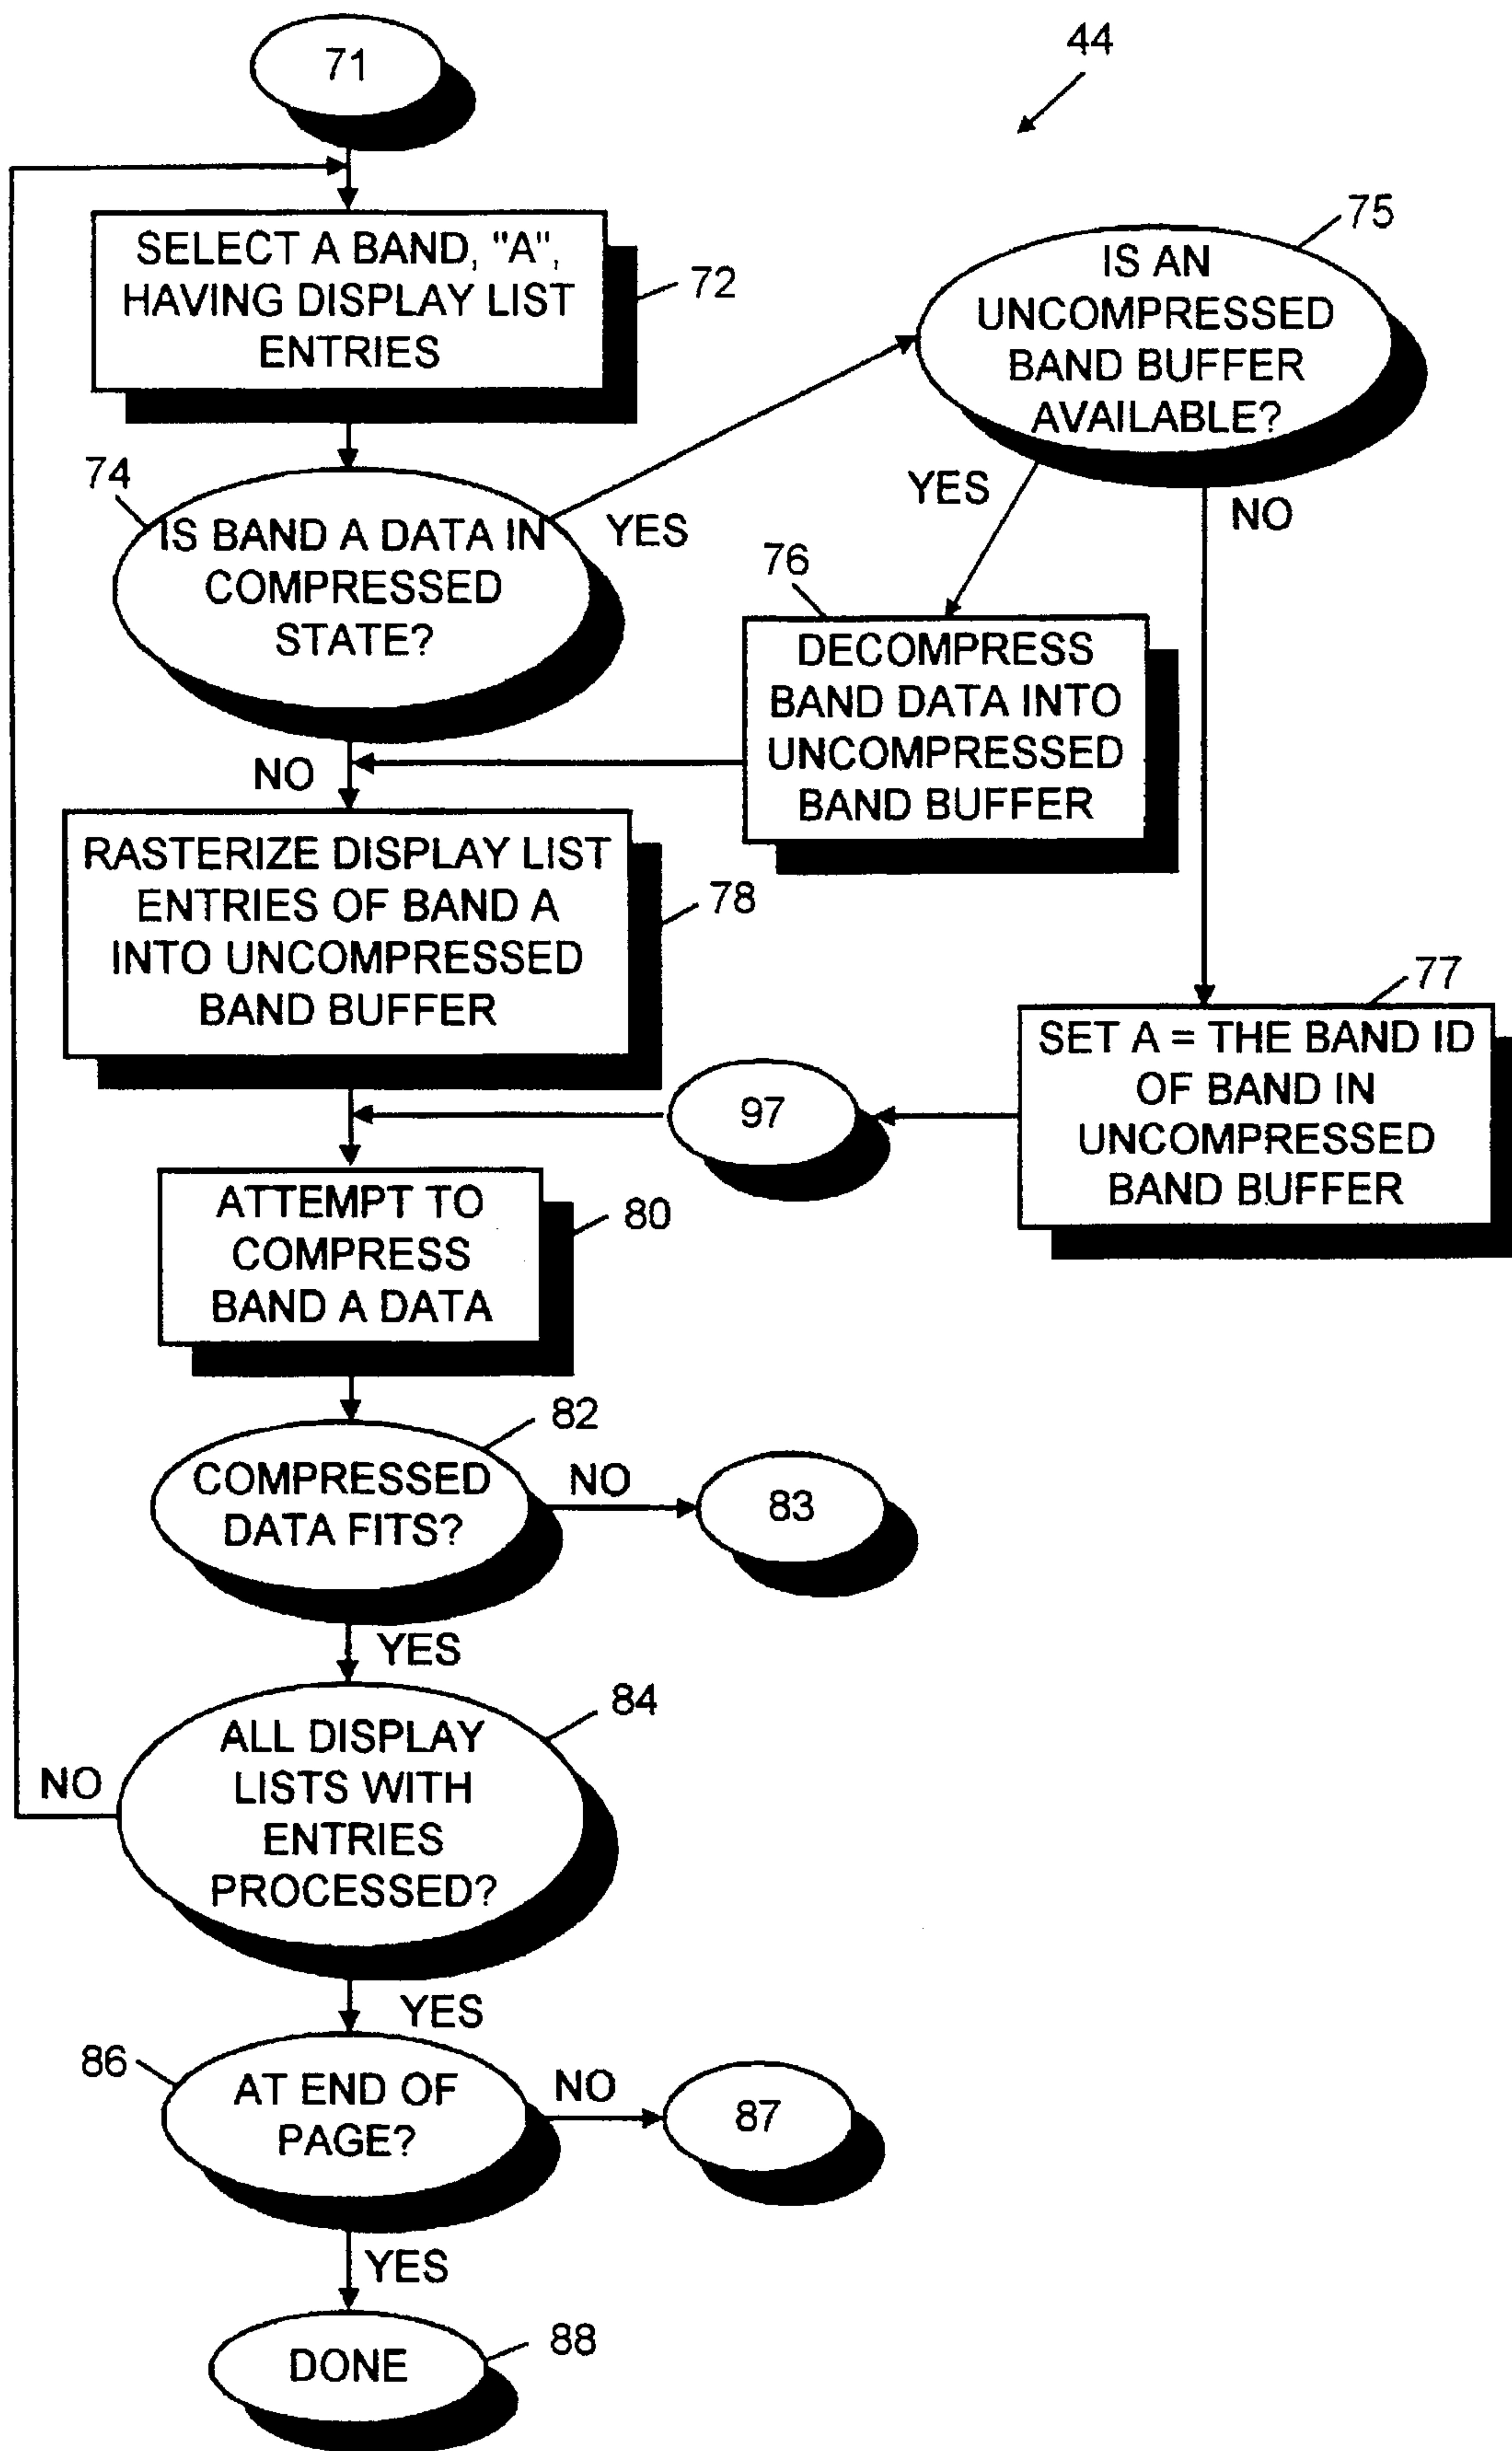 71
44
SELECT A BAND, "A",
HAVING DISPLAY LIST
ENTRIES
72
75
IS AN
UNCOMPRESSED
BAND BUFFER
AVAILABLE?
74
IS BAND A DATA IN
COMPRESSED
STATE?
YES
YES
NO
76
DECOMPRESS
BAND DATA INTO
UNCOMPRESSED
BAND BUFFER
NO
RASTERIZE DISPLAY LIST
ENTRIES OF BAND A
INTO UNCOMPRESSED
BAND BUFFER
78
77
SET A = THE BAND ID
OF BAND IN
UNCOMPRESSED
BAND BUFFER
97
ATTEMPT TO
COMPRESS
BAND A DATA
80
82
COMPRESSED
DATA FITS?
NO
83
YES
84
ALL DISPLAY
LISTS WITH
ENTRIES
PROCESSED?
NO
YES
86
AT END OF
PAGE?
NO
87
YES
DONE
88